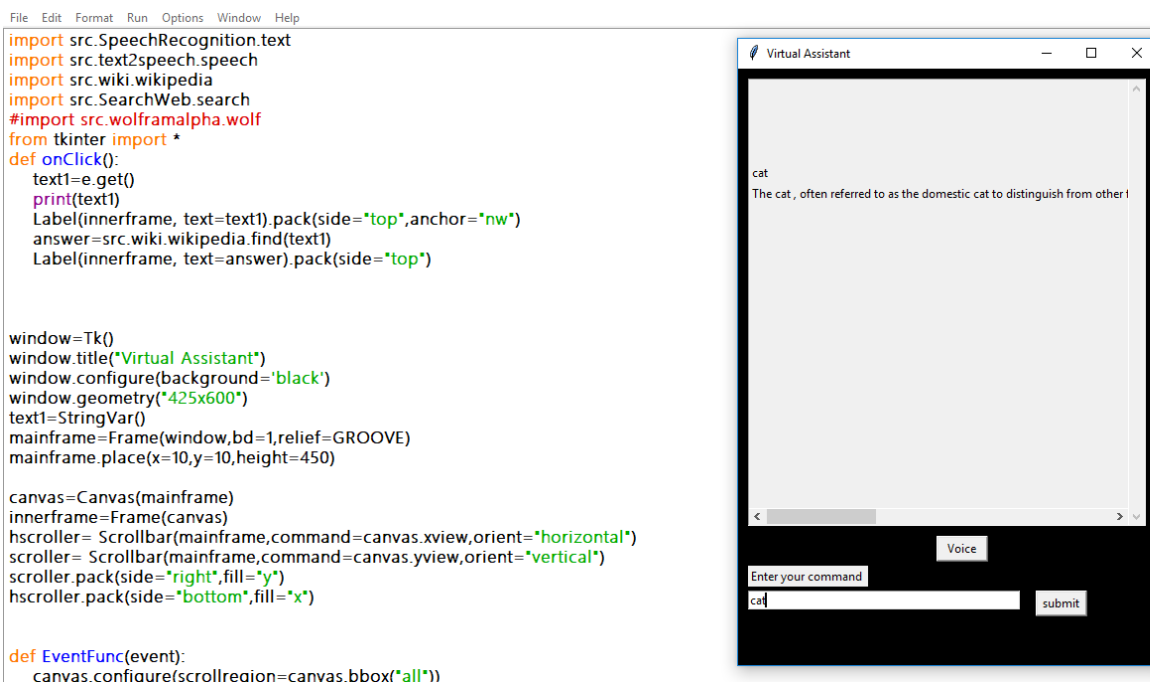 File Edit Format Run Options Window Help
import src.SpeechRecognition.text
import src.text2speech.speech
import src.wiki.wikipedia
import src.SearchWeb.search
#import src.wolframalpha.wolf
from tkinter import *
def onClick():
    text1=e.get()
    print(text1)
    Label(innerframe, text=text1).pack(side="top",anchor="nw")
    answer=src.wiki.wikipedia.find(text1)
    Label(innerframe, text=answer).pack(side="top")
window=Tk()
window.title("Virtual Assistant")
window.configure(background='black')
window.geometry("425x600")
text1=StringVar()
mainframe=Frame(window,bd=1,relief=GROOVE)
mainframe.place(x=10,y=10,height=450)
canvas=Canvas(mainframe)
innerframe=Frame(canvas)
hscroller= Scrollbar(mainframe,command=canvas.xview,orient="horizontal")
scroller= Scrollbar(mainframe,command=canvas.yview,orient="vertical")
scroller.pack(side="right",fill="y")
hscroller.pack(side="bottom",fill="x")
def EventFunc(event):
    canvas.configure(scrollregion=canvas.bbox("all"))
Virtual Assistant
cat
The cat , often referred to as the domestic cat to distinguish from other f
Voice
Enter your command
cat
submit